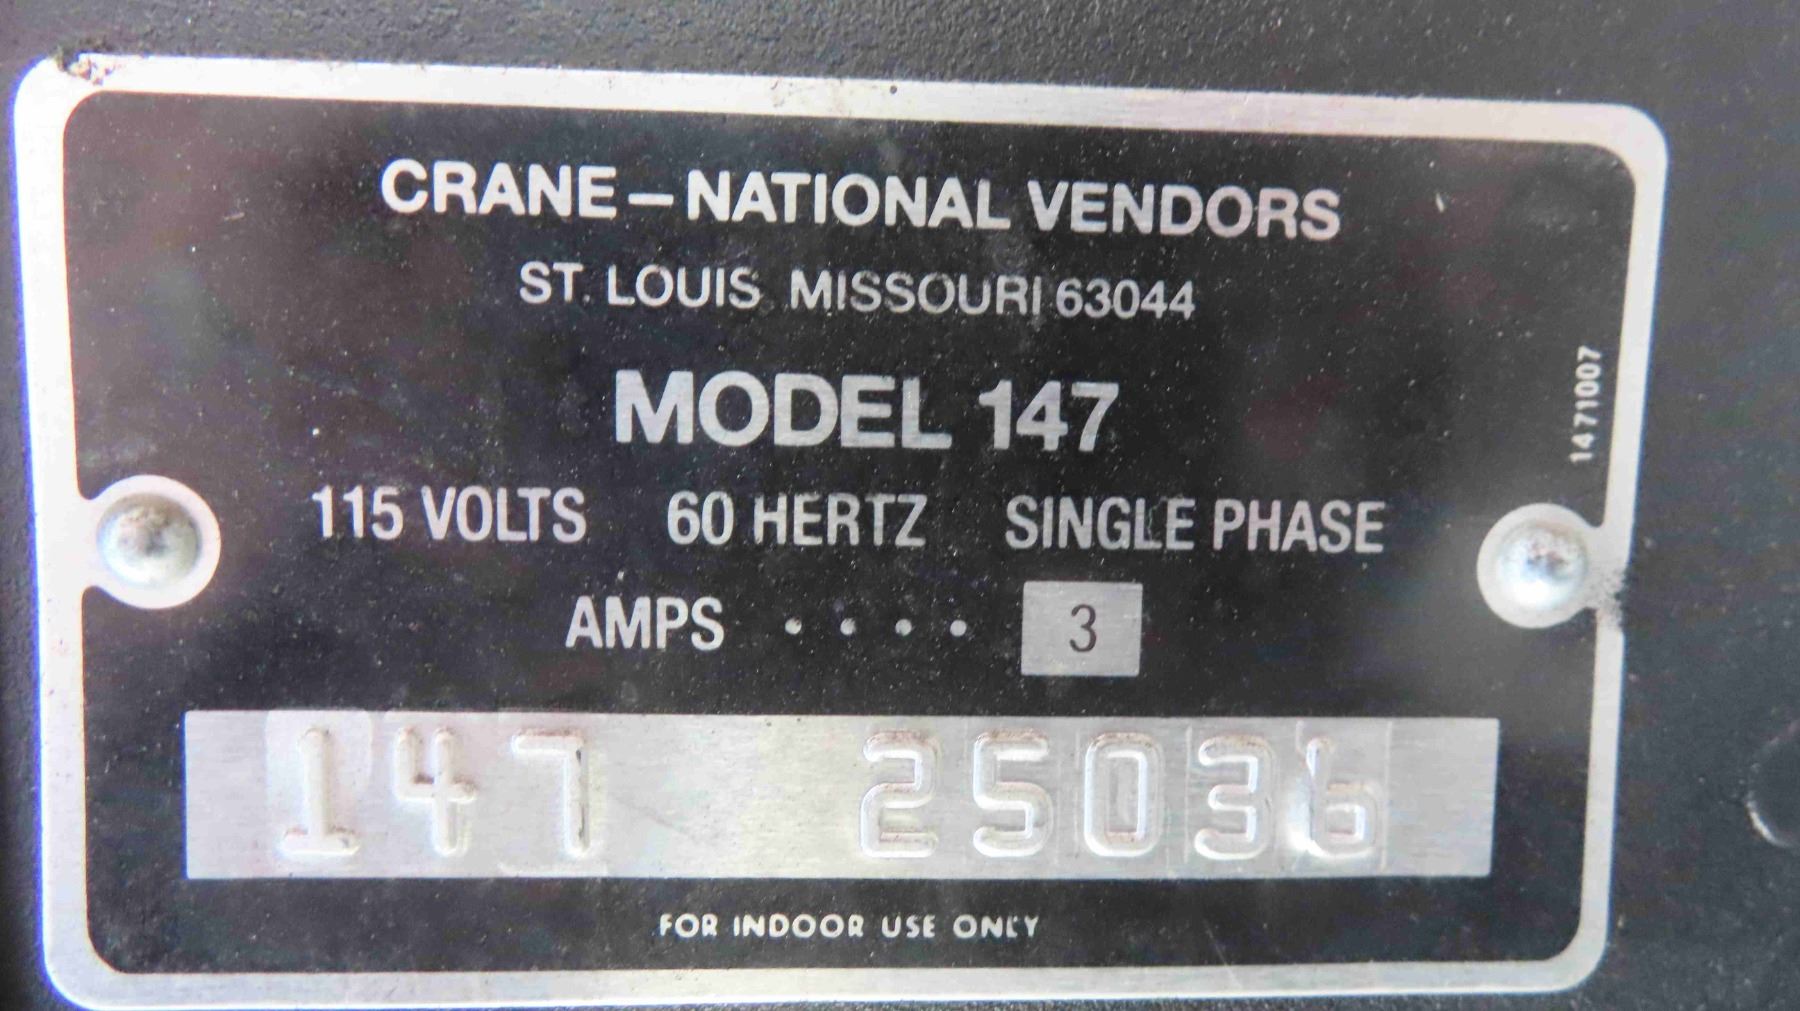 CRANE–NATIONAL VENDORS
ST. LOUIS MISSOURI 63044
MODEL 147
1471007
115 VOLTS 60 HERTZ SINGLE PHASE
AMPS .... 3
147 25036
FOR INDOOR USE ONLY